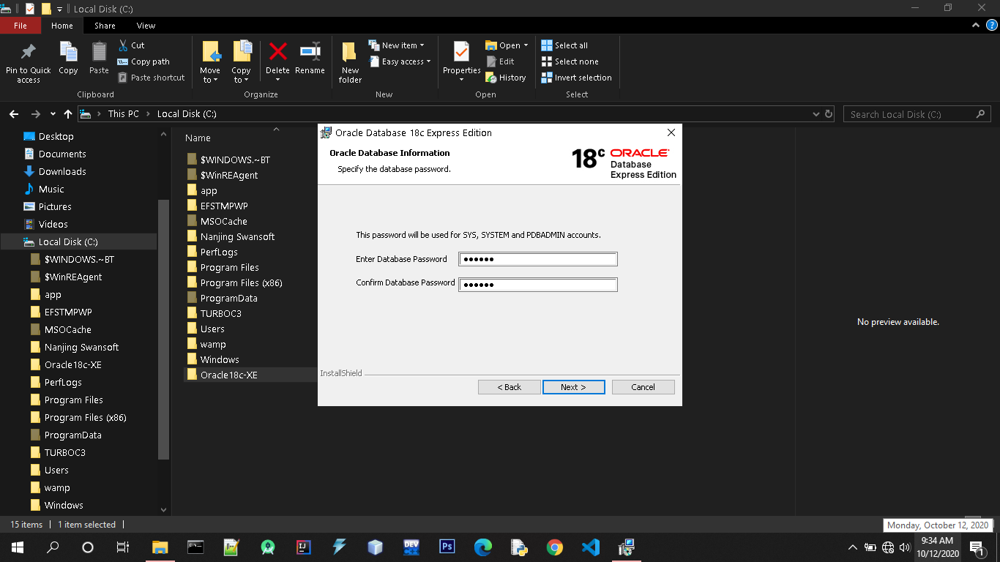 Local Disk (C:)
File Home Share View
Pin to Quick access
Copy
Paste
Cut
Copy path
Paste shortcut
Clipboard
Move to
Copy to
Delete
Rename
Organize
New folder
New item
Easy access
New
Properties
Open
Edit
History
Open
Select all
Select none
Invert selection
Select
This PC > Local Disk (C:)
Search Local Disk (C:)
Desktop
Documents
Downloads
Music
Pictures
Videos
Local Disk (C:)
$WINDOWS.~BT
$WinREAgent
app
EFSTMPWP
MSOCache
Nanjing Swansoft
Oracle18c-XE
PerfLogs
Program Files
Program Files (x86)
ProgramData
TURBOC3
Users
wamp
Windows
Name
$WINDOWS.~BT
$WinREAgent
app
EFSTMPWP
MSOCache
Nanjing Swansoft
PerfLogs
Program Files
Program Files (x86)
ProgramData
TURBOC3
Users
wamp
Windows
Oracle18c-XE
Oracle Database 18c Express Edition
Oracle Database Information
Specify the database password.
18c ORACLE
Database
Express Edition
This password will be used for SYS, SYSTEM and PDBADMIN accounts.
Enter Database Password ●●●●●●
Confirm Database Password ●●●●●●
InstallShield
< Back Next > Cancel
No preview available.
15 items | 1 item selected |
Monday, October 12, 2020
DEV
Ps
9:34 AM
10/12/2020
1